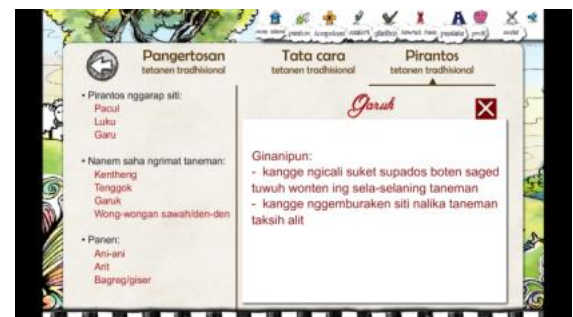 Pangertosan
tetanen tradhisional
Tata cara
tetanen tradhisional
Pirantos
tetanen tradhisional
• Pirantos nggarap siti:
Pacul
Luku
Garu
• Nanem saha ngrimat taneman:
Kentheng
Tenggok
Garuk
Wong-wongan sawah/den-den
• Panen:
Ani-ani
Arit
Bagreg/giser
Garuk
Ginanipun:
- kangge ngicali suket supados boten saged
tuwuh wonten ing sela-selaning taneman
- kangge nggemburaken siti nalika taneman
taksih alit